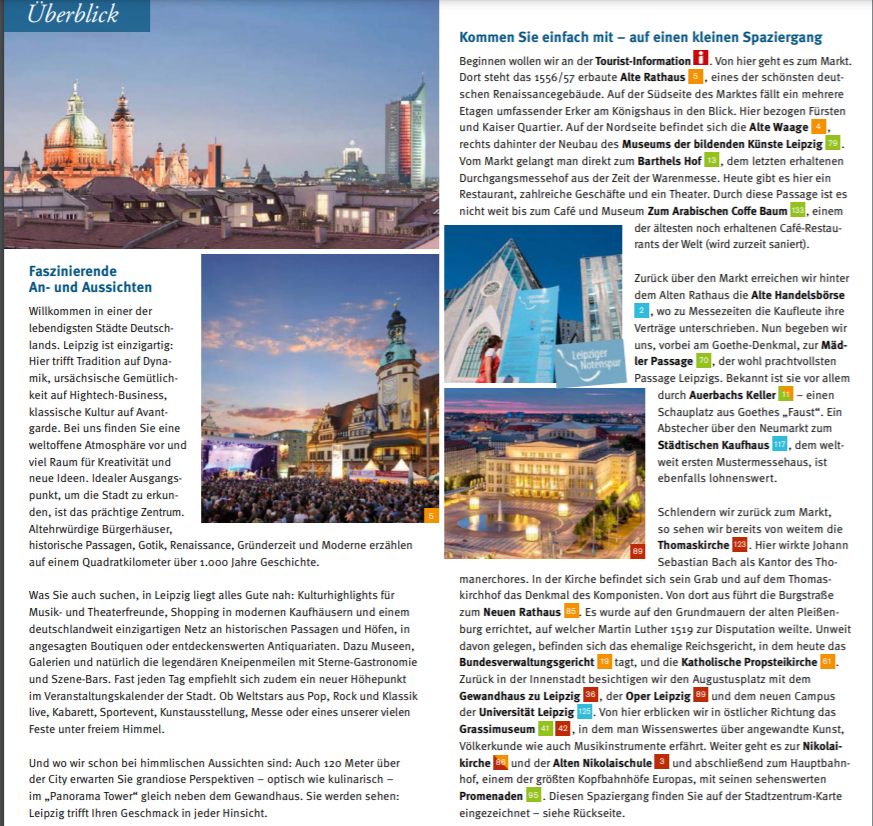 Überblick
Faszinierende
An- und Aussichten
Willkommen in einer der
lebendigsten Städte Deutsch-
lands. Leipzig ist einzigartig:
Hier trifft Tradition auf Dyna-
mik, ursächsische Gemütlich-
keit auf Hightech-Business,
klassische Kultur auf Avant-
garde. Bei uns finden Sie eine
weltoffene Atmosphäre vor und
viel Raum für Kreativität und
neue Ideen. Idealer Ausgangs-
punkt, um die Stadt zu erkun-
den, ist das prächtige Zentrum.
Altehrwürdige Bürgerhäuser,
historische Passagen, Gotik, Renaissance, Gründerzeit und Moderne erzählen
auf einem Quadratkilometer über 1.000 Jahre Geschichte.
5
Was Sie auch suchen, in Leipzig liegt alles Gute nah: Kulturhighlights für
Musik- und Theaterfreunde, Shopping in modernen Kaufhäusern und einem
deutschlandweit einzigartigen Netz an historischen Passagen und Höfen, in
angesagten Boutiquen oder entdeckenswerten Antiquariaten. Dazu Museen,
Galerien und natürlich die legendären Kneipenmeilen mit Sterne-Gastronomie
und Szene-Bars. Fast jeden Tag empfiehlt sich zudem ein neuer Höhepunkt
im Veranstaltungskalender der Stadt. Ob Weltstars aus Pop, Rock und Klassik
live, Kabarett, Sportevent, Kunstausstellung, Messe oder eines unserer vielen
Feste unter freiem Himmel.
Und wo wir schon bei himmlischen Aussichten sind: Auch 120 Meter über
der City erwarten Sie grandiose Perspektiven – optisch wie kulinarisch –
im „Panorama Tower“ gleich neben dem Gewandhaus. Sie werden sehen:
Leipzig trifft Ihren Geschmack in jeder Hinsicht.
Kommen Sie einfach mit – auf einen kleinen Spaziergang
Beginnen wollen wir an der Tourist-Information i. Von hier geht es zum Markt.
Dort steht das 1556/57 erbaute Alte Rathaus 5, eines der schönsten deut-
schen Renaissancegebäude. Auf der Südseite des Marktes fällt ein mehrere
Etagen umfassender Erker am Königshaus in den Blick. Hier bezogen Fürsten
und Kaiser Quartier. Auf der Nordseite befindet sich die Alte Waage 4,
rechts dahinter der Neubau des Museums der bildenden Künste Leipzig 79.
Vom Markt gelangt man direkt zum Barthels Hof 13, dem letzten erhaltenen
Durchgangsmessehof aus der Zeit der Warenmesse. Heute gibt es hier ein
Restaurant, zahlreiche Geschäfte und ein Theater. Durch diese Passage ist es
nicht weit bis zum Café und Museum Zum Arabischen Coffe Baum 133, einem
der ältesten noch erhaltenen Café-Restau-
rants der Welt (wird zurzeit saniert).
Leipziger
Notenspur
Zurück über den Markt erreichen wir hinter
dem Alten Rathaus die Alte Handelsbörse
2, wo zu Messezeiten die Kaufleute ihre
Verträge unterschrieben. Nun begeben wir
uns, vorbei am Goethe-Denkmal, zur Mäd-
ler Passage 70, der wohl prachtvollsten
Passage Leipzigs. Bekannt ist sie vor allem
durch Auerbachs Keller 11 – einen
Schauplatz aus Goethes „Faust“. Ein
Abstecher über den Neumarkt zum
Städtischen Kaufhaus 117, dem welt-
weit ersten Mustermessehaus, ist
ebenfalls lohnenswert.
89
Schlendern wir zurück zum Markt,
so sehen wir bereits von weitem die
Thomaskirche 123. Hier wirkte Johann
Sebastian Bach als Kantor des Tho-
manerchores. In der Kirche befindet sich sein Grab und auf dem Thomas-
kirchhof das Denkmal des Komponisten. Von dort aus führt die Burgstraße
zum Neuen Rathaus 85. Es wurde auf den Grundmauern der alten Pleißen-
burg errichtet, auf welcher Martin Luther 1519 zur Disputation weilte. Unweit
davon gelegen, befinden sich das ehemalige Reichsgericht, in dem heute das
Bundesverwaltungsgericht 19 tagt, und die Katholische Propsteikirche 61.
Zurück in der Innenstadt besichtigen wir den Augustusplatz mit dem
Gewandhaus zu Leipzig 36, der Oper Leipzig 89 und dem neuen Campus
der Universität Leipzig 125. Von hier erblicken wir in östlicher Richtung das
Grassimuseum 41 42, in dem man Wissenswertes über angewandte Kunst,
Völkerkunde wie auch Musikinstrumente erfährt. Weiter geht es zur Nikolai-
kirche 86 und der Alten Nikolaischule 3 und abschließend zum Hauptbahn-
hof, einem der größten Kopfbahnhöfe Europas, mit seinen sehenswerten
Promenaden 95. Diesen Spaziergang finden Sie auf der Stadtzentrum-Karte
eingezeichnet – siehe Rückseite.